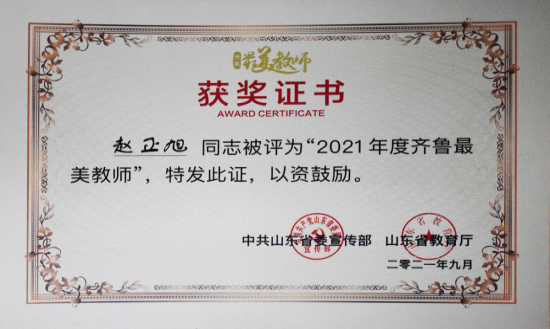 最美教师
获奖证书
AWARD CERTIFICATE
赵正旭 同志被评为“2021年度齐鲁最
美教师”，特发此证，以资鼓励。
中共山东省委宣传部 山东省教育厅
二零二一年九月